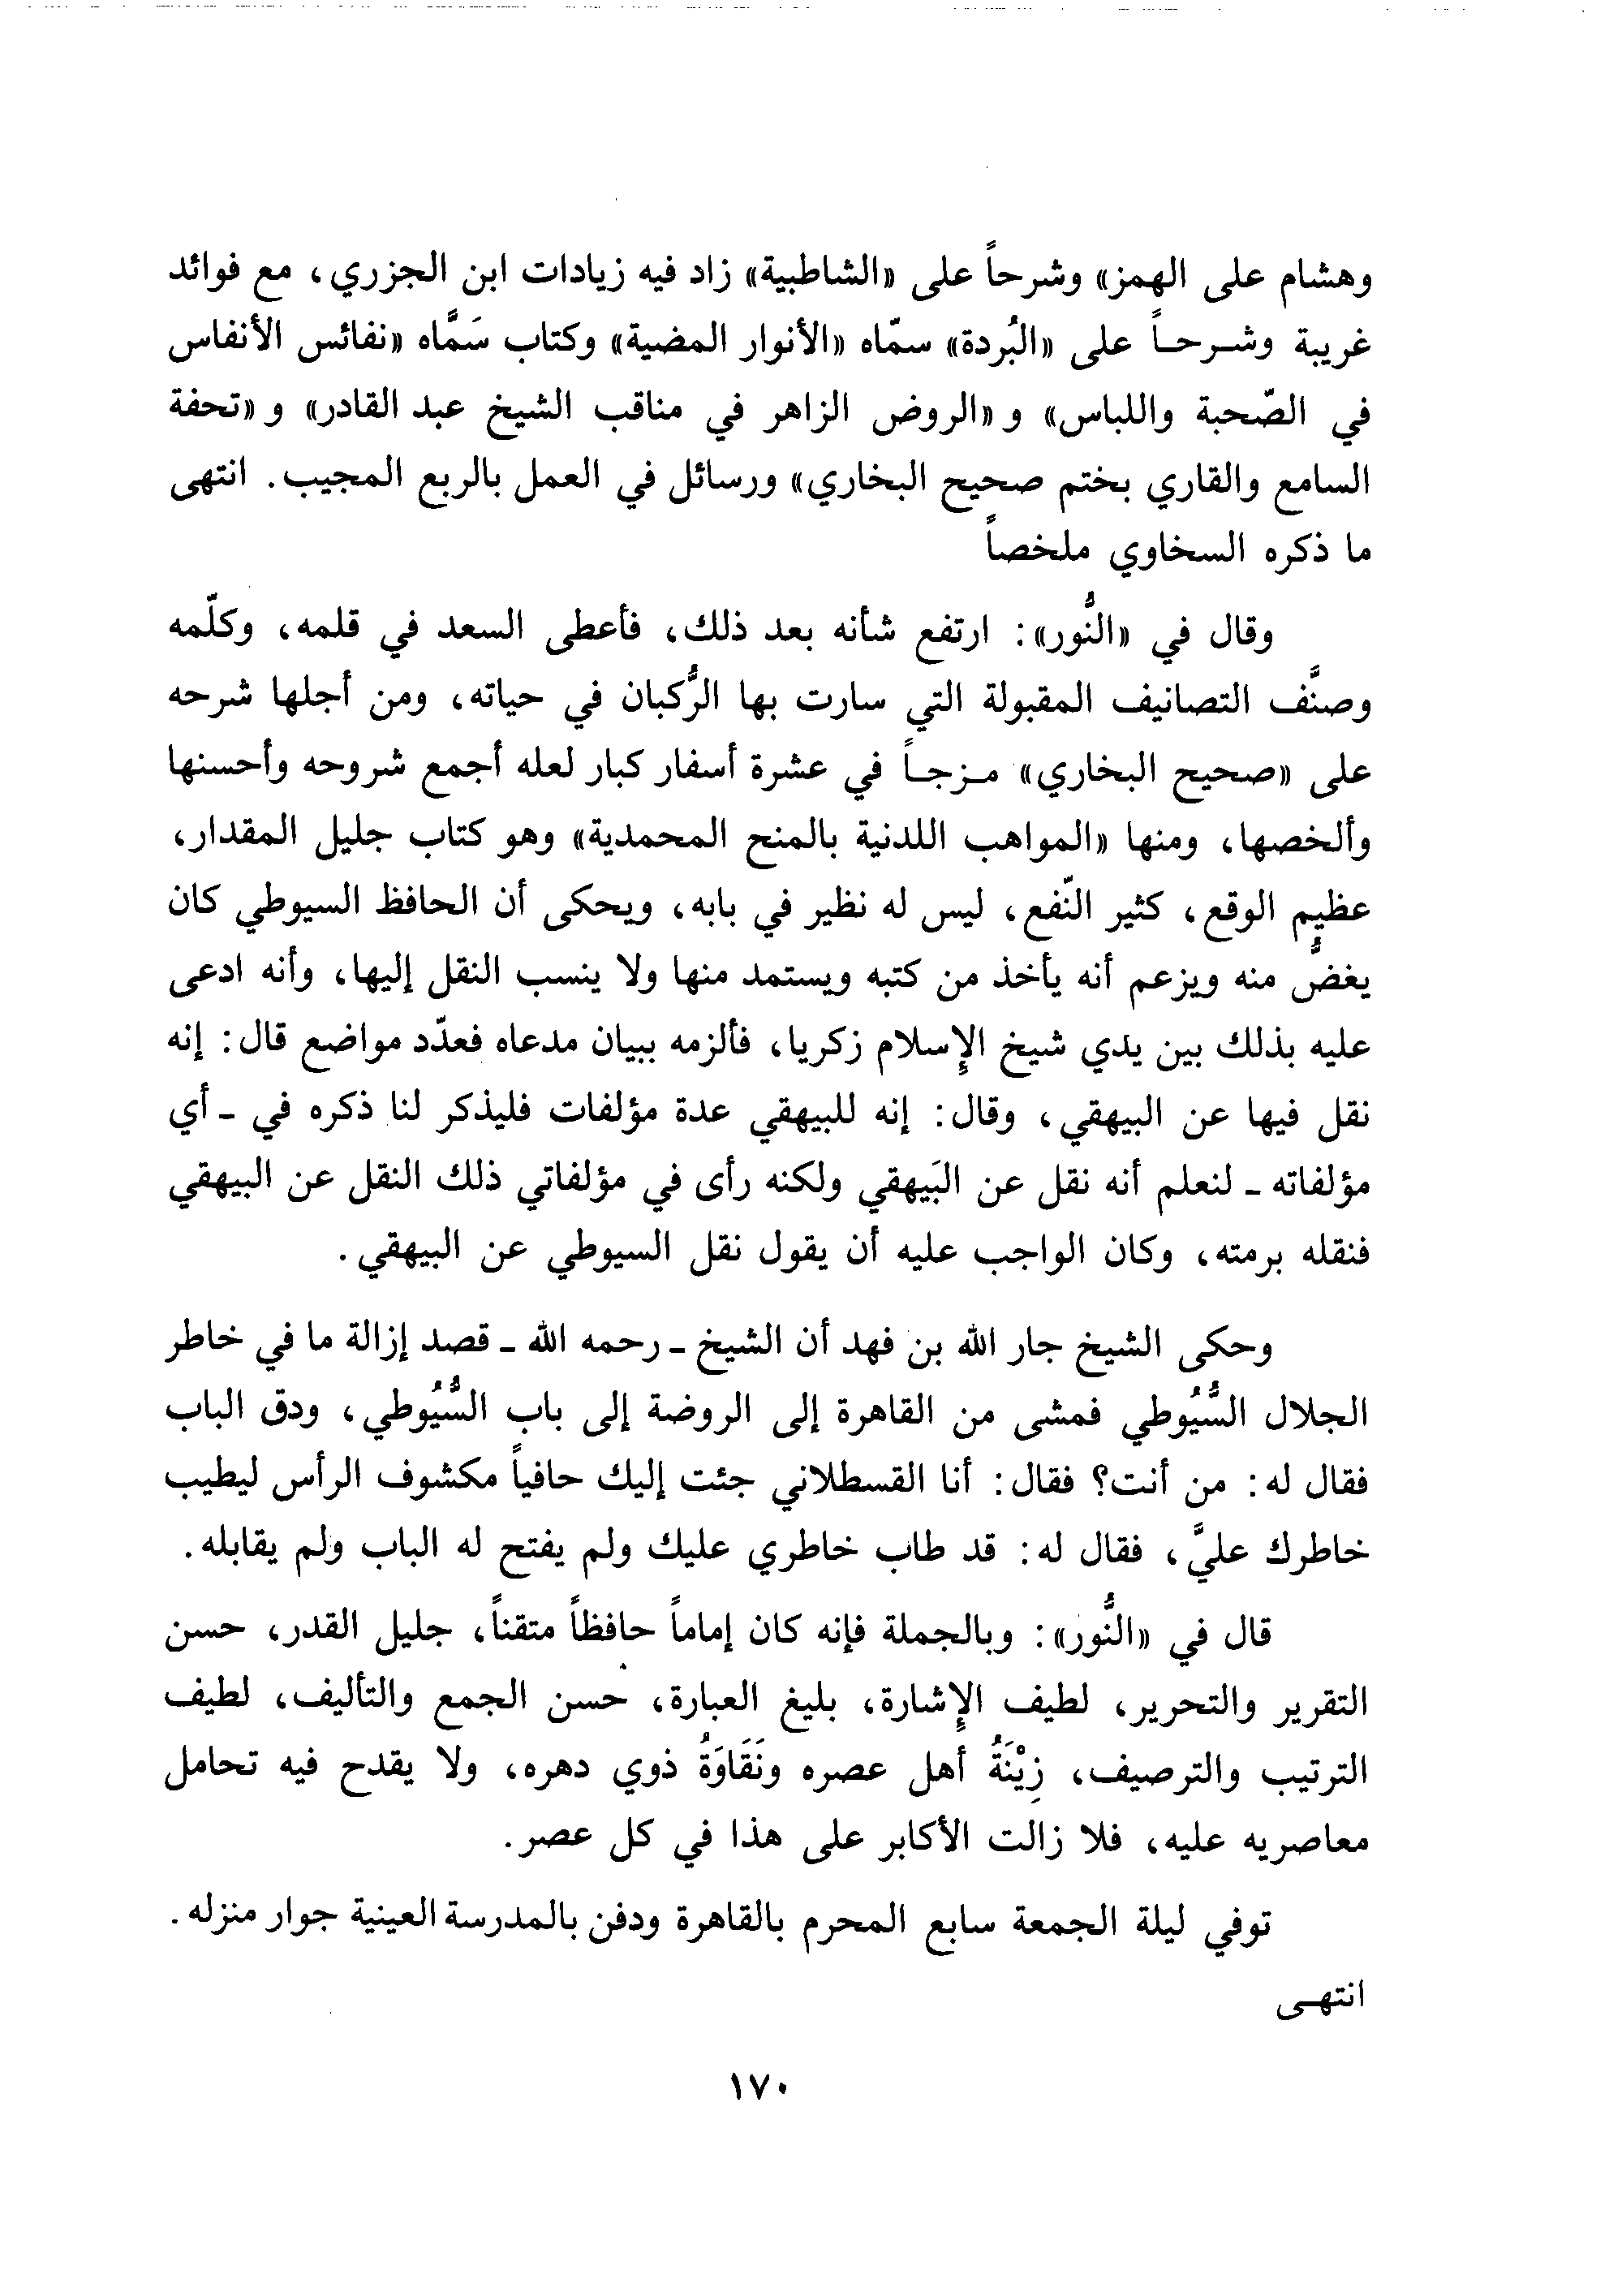 وهشام على الهمز» وشرحاً على «الشاطبية» زاد فيه زيادات ابن الجزري، مع فوائد
غريبة وشرحاً على «البُردة» سمّاه «الأنوار المضية» وكتاب سَمَّاه «نفائس الأنفاس
في الصّحبة واللباس» و «الروض الزاهر في مناقب الشيخ عبد القادر» و «تحفة
السامع والقاري بختم صحيح البخاري» ورسائل في العمل بالربع المجيب. انتهى
ما ذكره السخاوي ملخصاً
وقال في «النُّور»: ارتفع شأنه بعد ذلك، فأعطى السعد في قلمه، وكلّمه
وصنَّف التصانيف المقبولة التي سارت بها الرُّكبان في حياته، ومن أجلها شرحه
على «صحيح البخاري» مزجاً في عشرة أسفار كبار لعله أجمع شروحه وأحسنها
وألخصها، ومنها «المواهب اللدنية بالمنح المحمدية» وهو كتاب جليل المقدار،
عظيم الوقع، كثير النّفع، ليس له نظير في بابه، ويحكى أن الحافظ السيوطي كان
يغضُّ منه ويزعم أنه يأخذ من كتبه ويستمد منها ولا ينسب النقل إليها، وأنه ادعى
عليه بذلك بين يدي شيخ الإسلام زكريا، فألزمه ببيان مدعاه فعدّد مواضع قال: إنه
نقل فيها عن البيهقي، وقال: إنه للبيهقي عدة مؤلفات فليذكر لنا ذكره في - أي
مؤلفاته - لنعلم أنه نقل عن البَيهقي ولكنه رأى في مؤلفاتي ذلك النقل عن البيهقي
فنقله برمته، وكان الواجب عليه أن يقول نقل السيوطي عن البيهقي.
وحكى الشيخ جار الله بن فهد أن الشيخ - رحمه الله - قصد إزالة ما في خاطر
الجلال السُّيُوطي فمشى من القاهرة إلى الروضة إلى باب السُّيُوطي، ودق الباب
فقال له: من أنت؟ فقال: أنا القسطلاني جئت إليك حافياً مكشوف الرأس ليطيب
خاطرك عليَّ، فقال له: قد طاب خاطري عليك ولم يفتح له الباب ولم يقابله.
قال في «النُّور»: وبالجملة فإنه كان إماماً حافظاً متقناً، جليل القدر، حسن
التقرير والتحرير، لطيف الإشارة، بليغ العبارة، حسن الجمع والتأليف، لطيف
الترتيب والترصيف، زِيْنَةُ أهل عصره ونَقَاوَةُ ذوي دهره، ولا يقدح فيه تحامل
معاصريه عليه، فلا زالت الأكابر على هذا في كل عصر.
توفي ليلة الجمعة سابع المحرم بالقاهرة ودفن بالمدرسة العينية جوار منزله.
انتهى
١٧٠